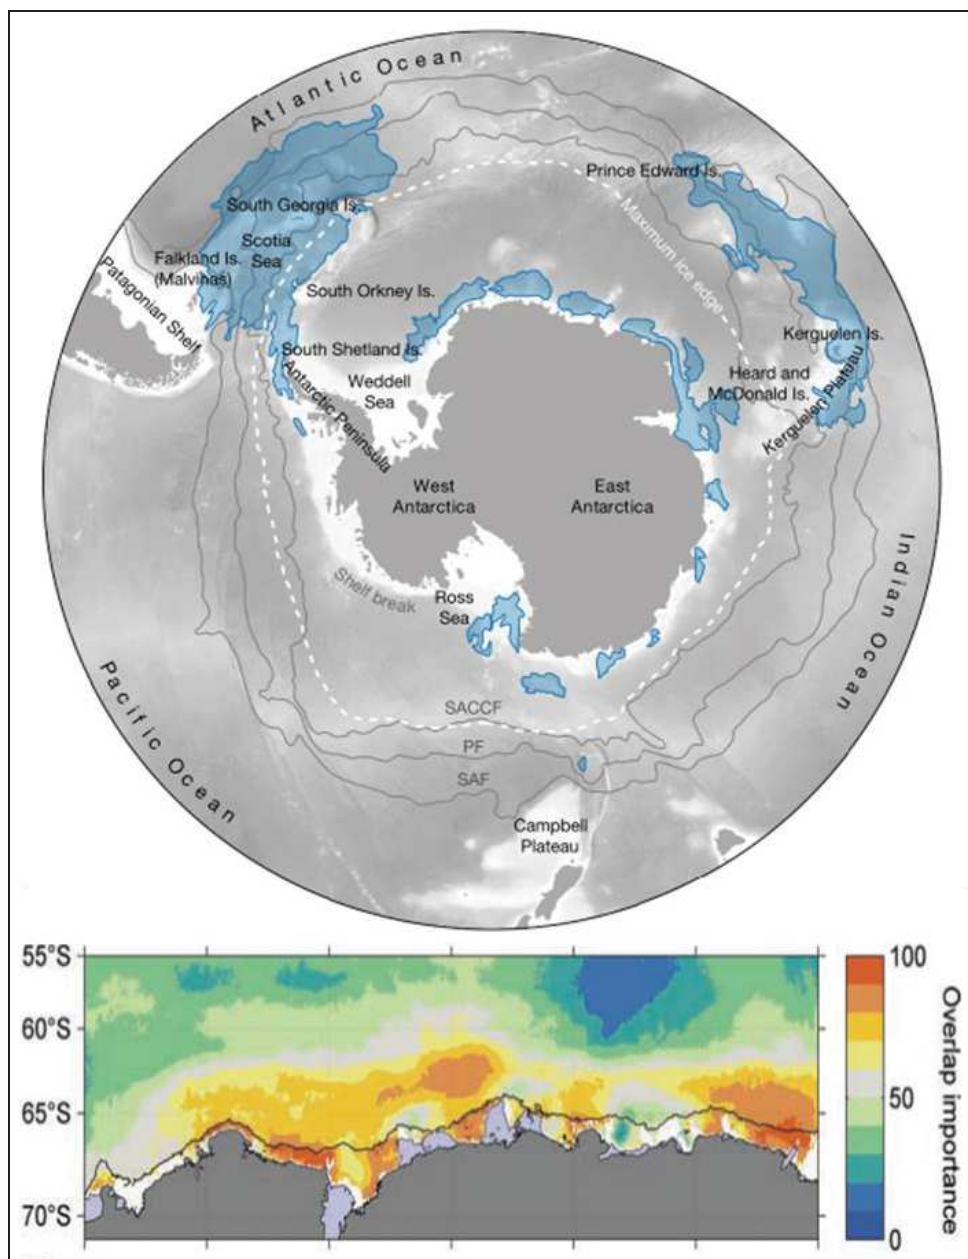 Atlantic Ocean
Prince Edward Is.
South Georgia Is.
Maximum ice edge
Scotia
Sea
Falkland Is.
(Malvinas)
Patagonian Shelf
South Orkney Is.
Kerguelen Is.
South Shetland Is.
Heard and
McDonald Is.
Kerguelen Plateau
Weddell
Sea
Antarctic Peninsula
West
Antarctica
East
Antarctica
Indian Ocean
Shelf break
Ross
Sea
Pacific Ocean
SACCF
PF
SAF
Campbell
Plateau
55°S
60°S
65°S
70°S
100
50
0
Overlap importance